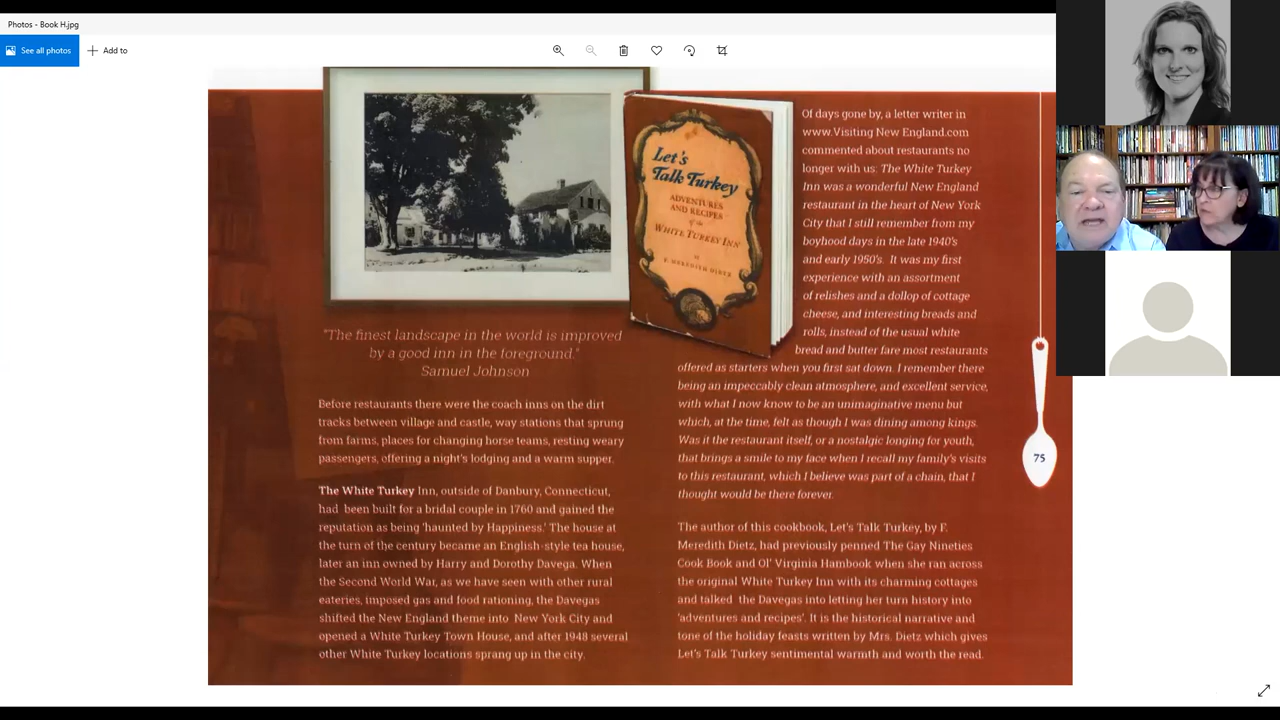 Photos - Book H.jpg
See all photos
Add to
Let's
Talk Turkey
ADVENTURES
AND RECIPES
of the
WHITE TURKEY INN
by
F. MEREDITH DIETZ
"The finest landscape in the world is improved
by a good inn in the foreground."
Samuel Johnson
Before restaurants there were the coach inns on the dirt
tracks between village and castle, way stations that sprung
from farms, places for changing horse teams, resting weary
passengers, offering a night's lodging and a warm supper.
The White Turkey Inn, outside of Danbury, Connecticut,
had been built for a bridal couple in 1760 and gained the
reputation as being 'haunted by Happiness.' The house at
the turn of the century became an English-style tea house,
later an inn owned by Harry and Dorothy Davega. When
the Second World War, as we have seen with other rural
eateries, imposed gas and food rationing, the Davegas
shifted the New England theme into New York City and
opened a White Turkey Town House, and after 1948 several
other White Turkey locations sprang up in the city.
Of days gone by, a letter writer in
www.Visiting New England.com
commented about restaurants no
longer with us: The White Turkey
Inn was a wonderful New England
restaurant in the heart of New York
City that I still remember from my
boyhood days in the late 1940's
and early 1950's. It was my first
experience with an assortment
of relishes and a dollop of cottage
cheese, and interesting breads and
rolls, instead of the usual white
bread and butter fare most restaurants
offered as starters when you first sat down. I remember there
being an impeccably clean atmosphere, and excellent service,
with what I now know to be an unimaginative menu but
which, at the time, felt as though I was dining among kings.
Was it the restaurant itself, or a nostalgic longing for youth,
that brings a smile to my face when I recall my family's visits
to this restaurant, which I believe was part of a chain, that I
thought would be there forever.
The author of this cookbook, Let's Talk Turkey, by F.
Meredith Dietz, had previously penned The Gay Nineties
Cook Book and Ol' Virginia Hambook when she ran across
the original White Turkey Inn with its charming cottages
and talked the Davegas into letting her turn history into
'adventures and recipes'. It is the historical narrative and
tone of the holiday feasts written by Mrs. Dietz which gives
Let's Talk Turkey sentimental warmth and worth the read.
75